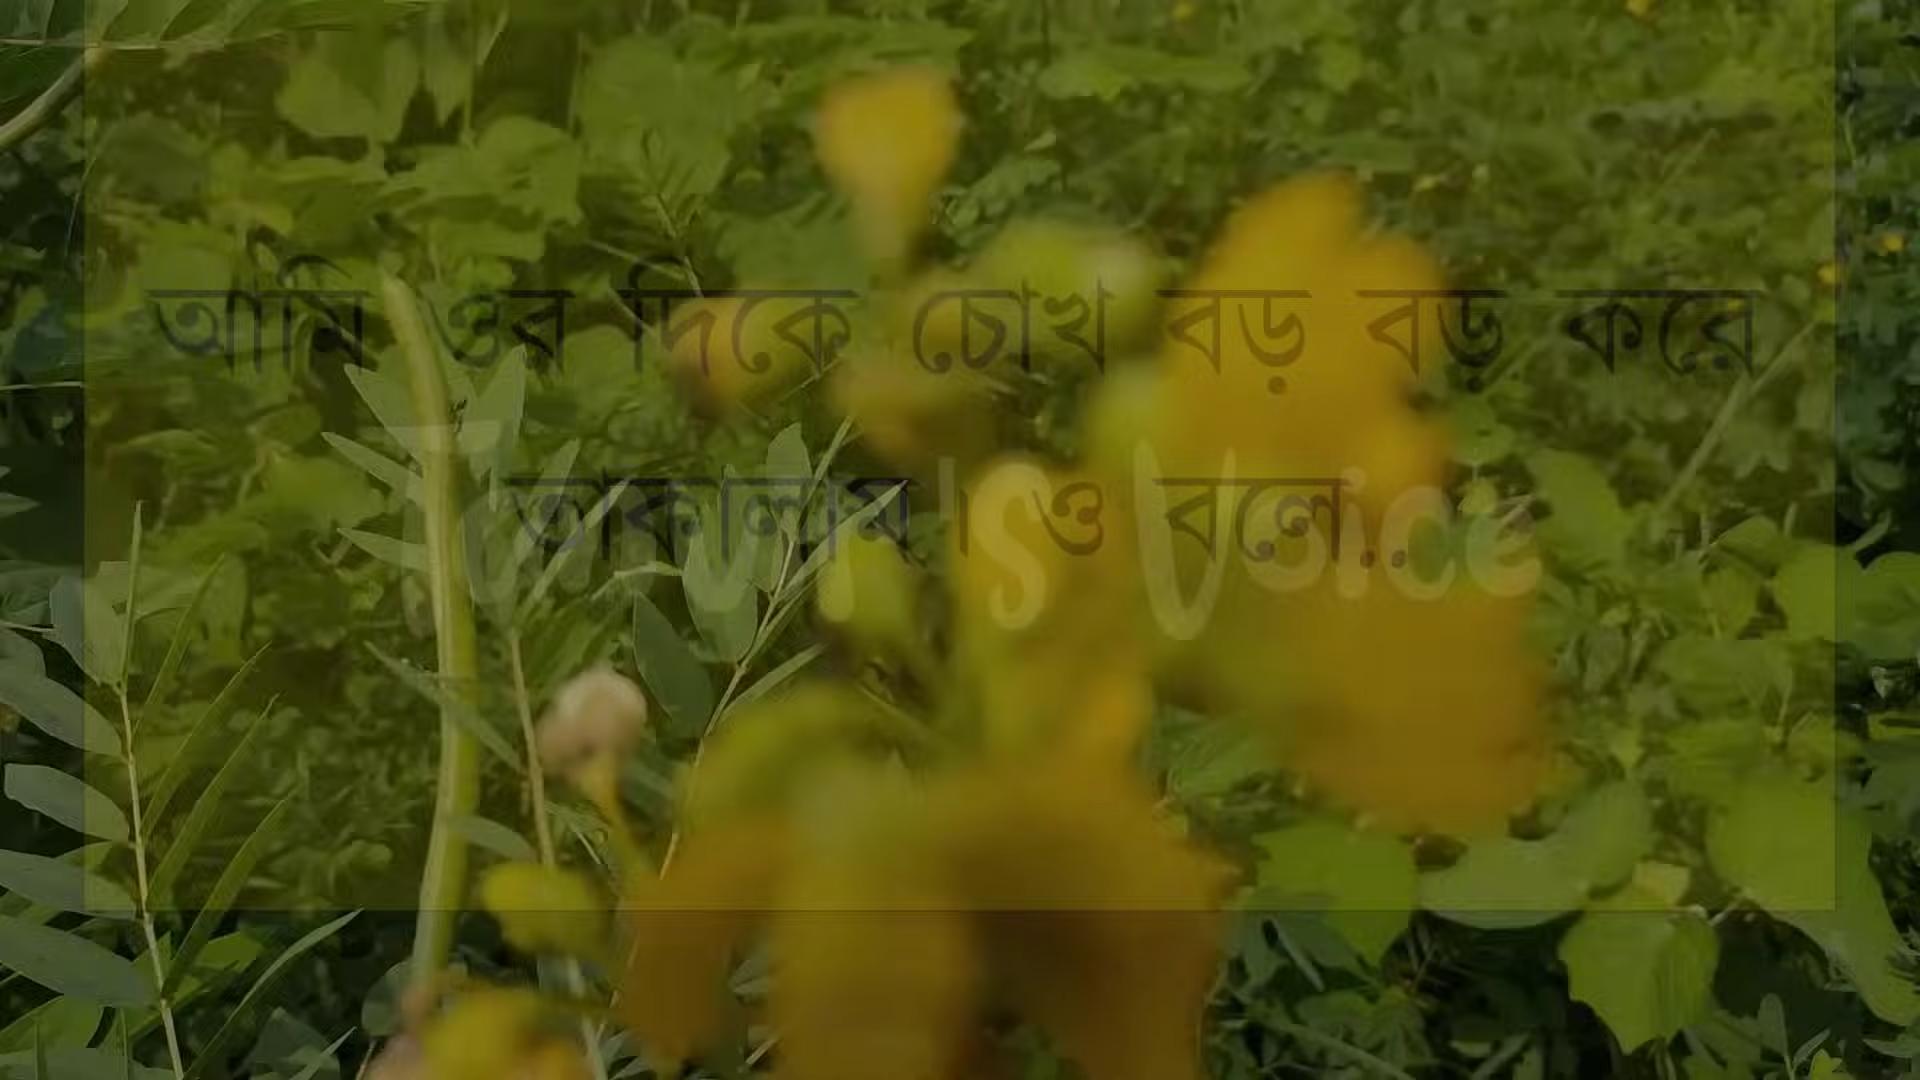 আমি ওর দিকে চোখ বড় বড় করে
তাকালাম । ও বলে..
's Voice